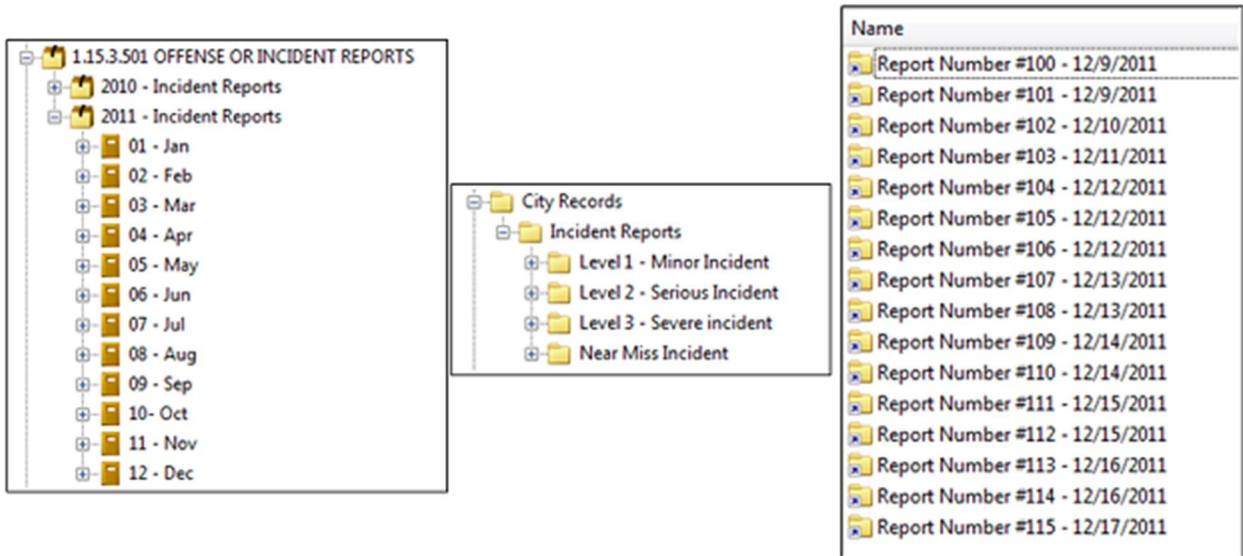 1.15.3.501 OFFENSE OR INCIDENT REPORTS
2010 - Incident Reports
2011 - Incident Reports
01 - Jan
02 - Feb
03 - Mar
04 - Apr
05 - May
06 - Jun
07 - Jul
08 - Aug
09 - Sep
10- Oct
11 - Nov
12 - Dec
City Records
Incident Reports
Level 1 - Minor Incident
Level 2 - Serious Incident
Level 3 - Severe incident
Near Miss Incident
Name
Report Number #100 - 12/9/2011
Report Number #101 - 12/9/2011
Report Number #102 - 12/10/2011
Report Number #103 - 12/11/2011
Report Number #104 - 12/12/2011
Report Number #105 - 12/12/2011
Report Number #106 - 12/12/2011
Report Number #107 - 12/13/2011
Report Number #108 - 12/13/2011
Report Number #109 - 12/14/2011
Report Number #110 - 12/14/2011
Report Number #111 - 12/15/2011
Report Number #112 - 12/15/2011
Report Number #113 - 12/16/2011
Report Number #114 - 12/16/2011
Report Number #115 - 12/17/2011